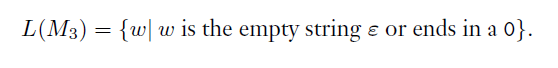 L(M₃) = {w| w is the empty string ε or ends in a 0}.